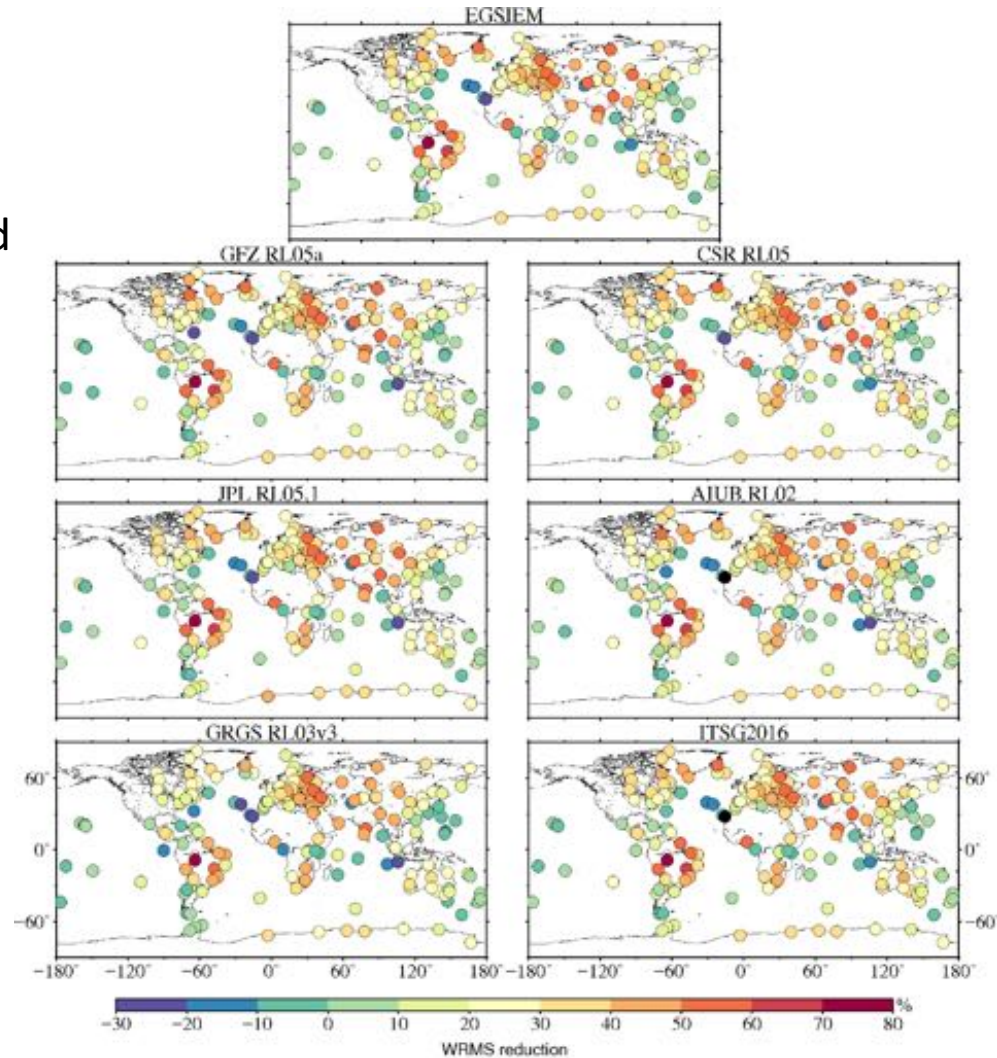 EGSIEM
d
GFZ RL05a
CSR RL05
JPL RL05.1
AIUB RL02
GRGS RL03v3
ITSG2016
60°
60°
0°
0°
−60°
−60°
−180° −120° −60° 0° 60° 120° 180°
−180° −120° −60° 0° 60° 120° 180°
%
−30 −20 −10 0 10 20 30 40 50 60 70 80
WRMS reduction